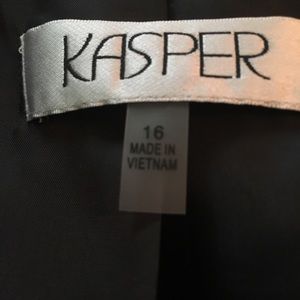 KASPER
16
MADE IN
VIETNAM